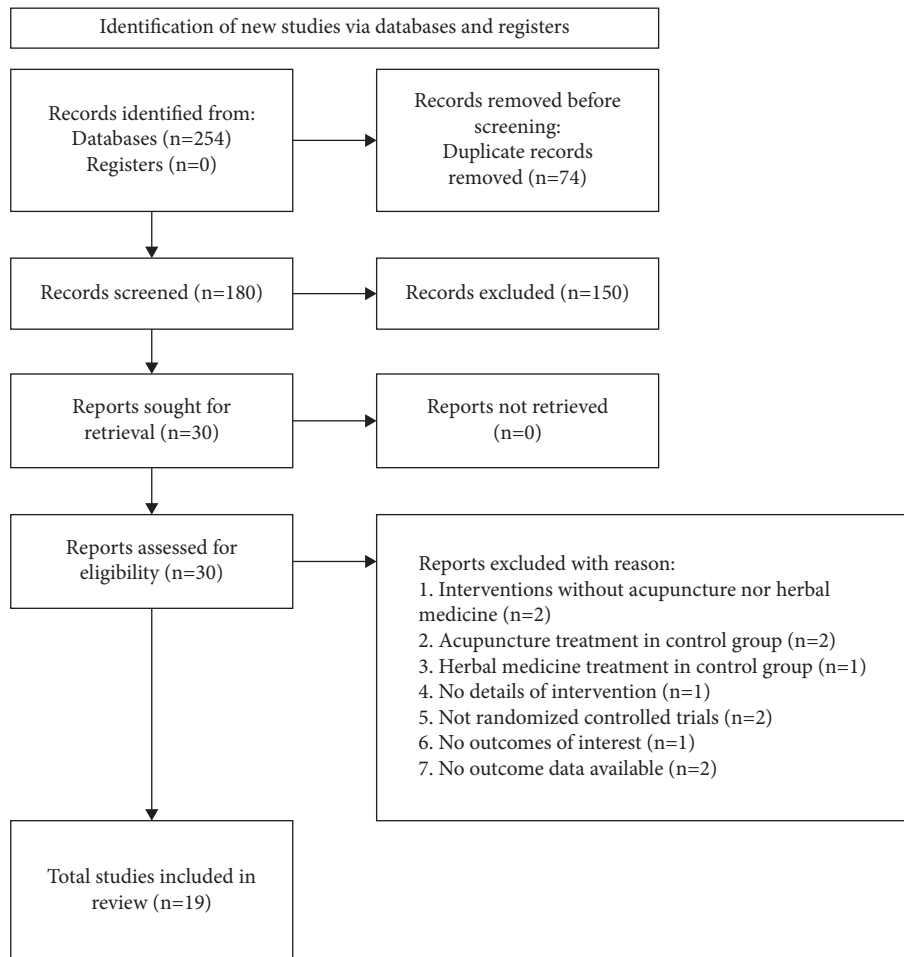 Identification of new studies via databases and registers
Records identified from:
Databases (n=254)
Registers (n=0)
Records removed before
screening:
Duplicate records
removed (n=74)
Records screened (n=180)
Records excluded (n=150)
Reports sought for
retrieval (n=30)
Reports not retrieved
(n=0)
Reports assessed for
eligibility (n=30)
Reports excluded with reason:
1. Interventions without acupuncture nor herbal
medicine (n=2)
2. Acupuncture treatment in control group (n=2)
3. Herbal medicine treatment in control group (n=1)
4. No details of intervention (n=1)
5. Not randomized controlled trials (n=2)
6. No outcomes of interest (n=1)
7. No outcome data available (n=2)
Total studies included in
review (n=19)